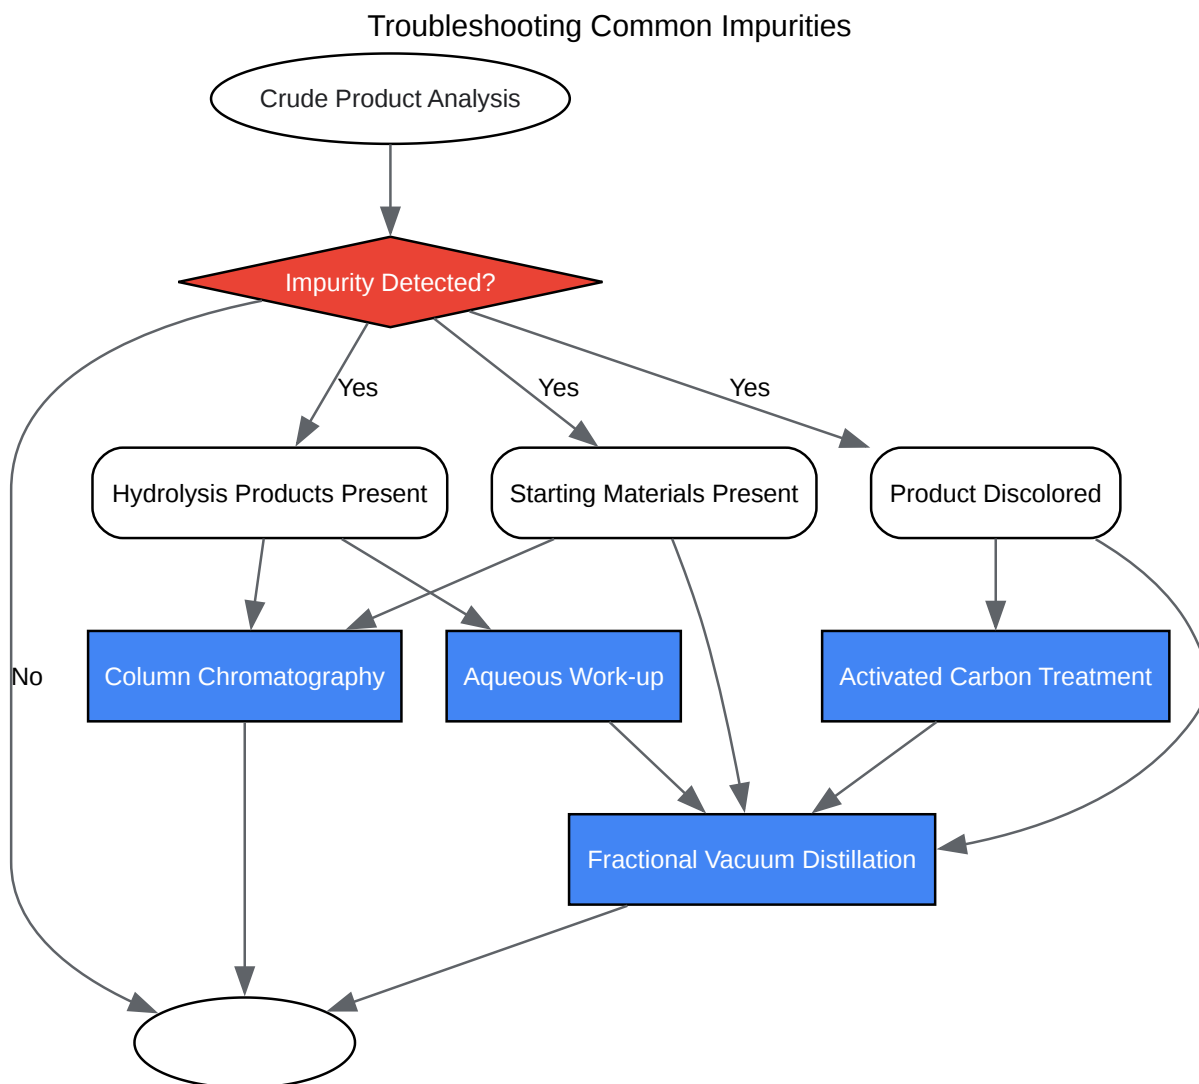 Troubleshooting Common Impurities
Crude Product Analysis
Impurity Detected?
Yes
Yes
Yes
Hydrolysis Products Present
Starting Materials Present
Product Discolored
No
Column Chromatography
Aqueous Work-up
Activated Carbon Treatment
Fractional Vacuum Distillation